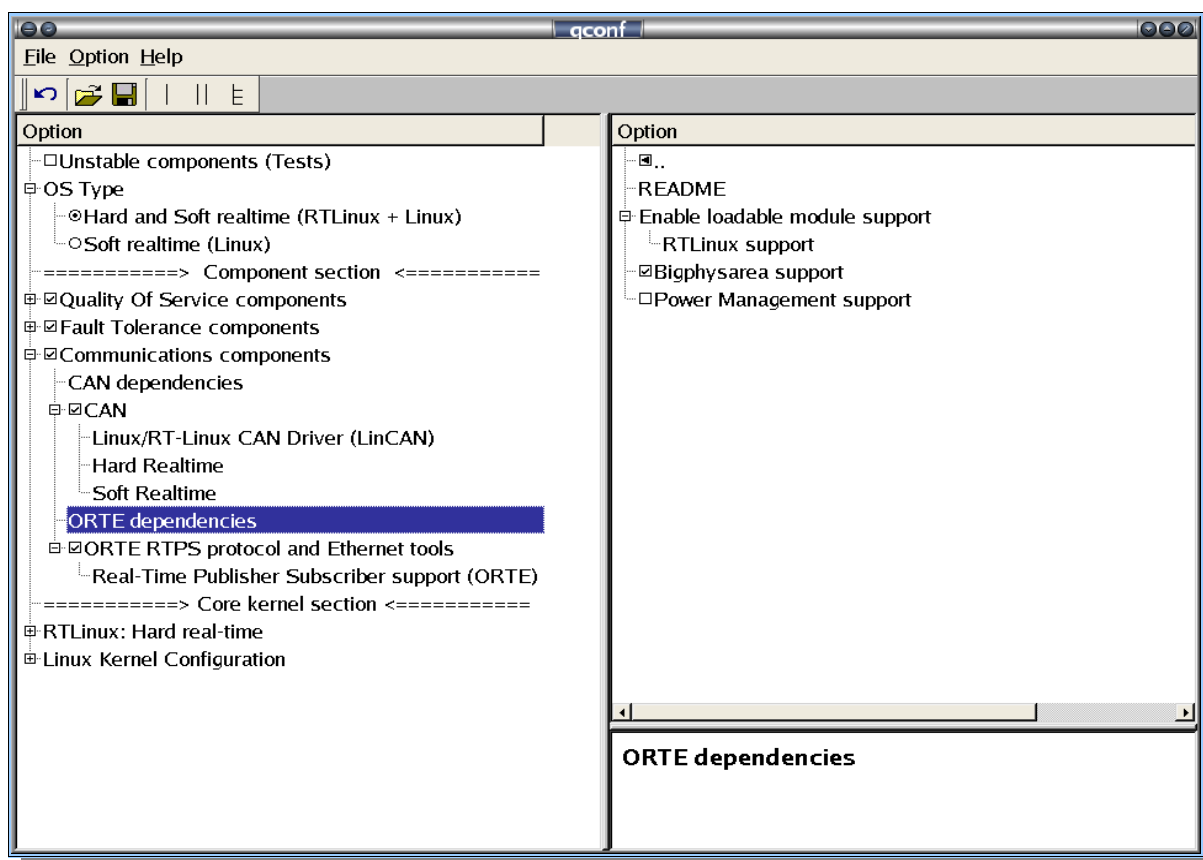 qconf
File Option Help
Option
Unstable components (Tests)
OS Type
Hard and Soft realtime (RTLinux + Linux)
Soft realtime (Linux)
===========> Component section <===========
Quality Of Service components
Fault Tolerance components
Communications components
CAN dependencies
CAN
Linux/RT-Linux CAN Driver (LinCAN)
Hard Realtime
Soft Realtime
ORTE dependencies
ORTE RTPS protocol and Ethernet tools
Real-Time Publisher Subscriber support (ORTE)
===========> Core kernel section <===========
RTLinux: Hard real-time
Linux Kernel Configuration
Option
..
README
Enable loadable module support
RTLinux support
Bigphysarea support
Power Management support
ORTE dependencies